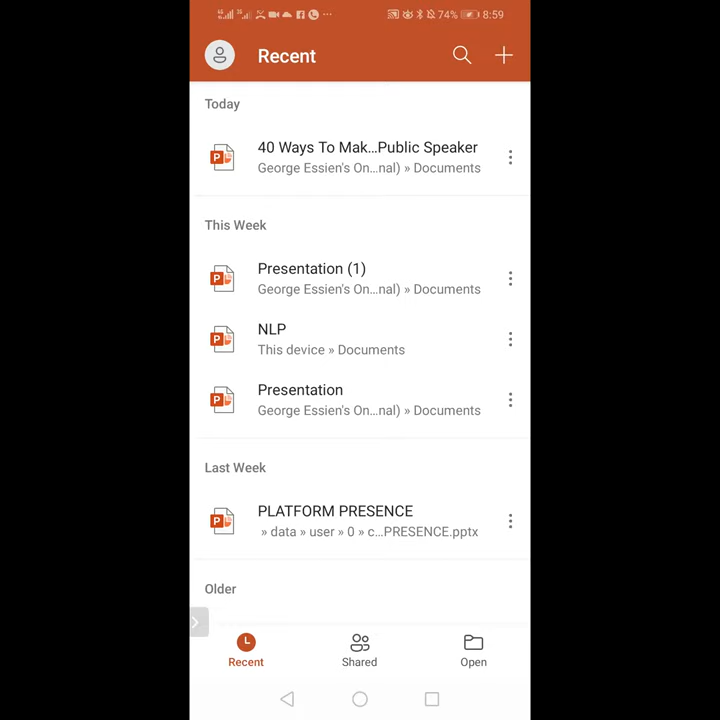 74% 8:59
Recent
Today
40 Ways To Mak...Public Speaker
George Essien's On...nal) » Documents
This Week
Presentation (1)
George Essien's On...nal) » Documents
NLP
This device » Documents
Presentation
George Essien's On...nal) » Documents
Last Week
PLATFORM PRESENCE
» data » user » 0 » c...PRESENCE.pptx
Older
Recent
Shared
Open